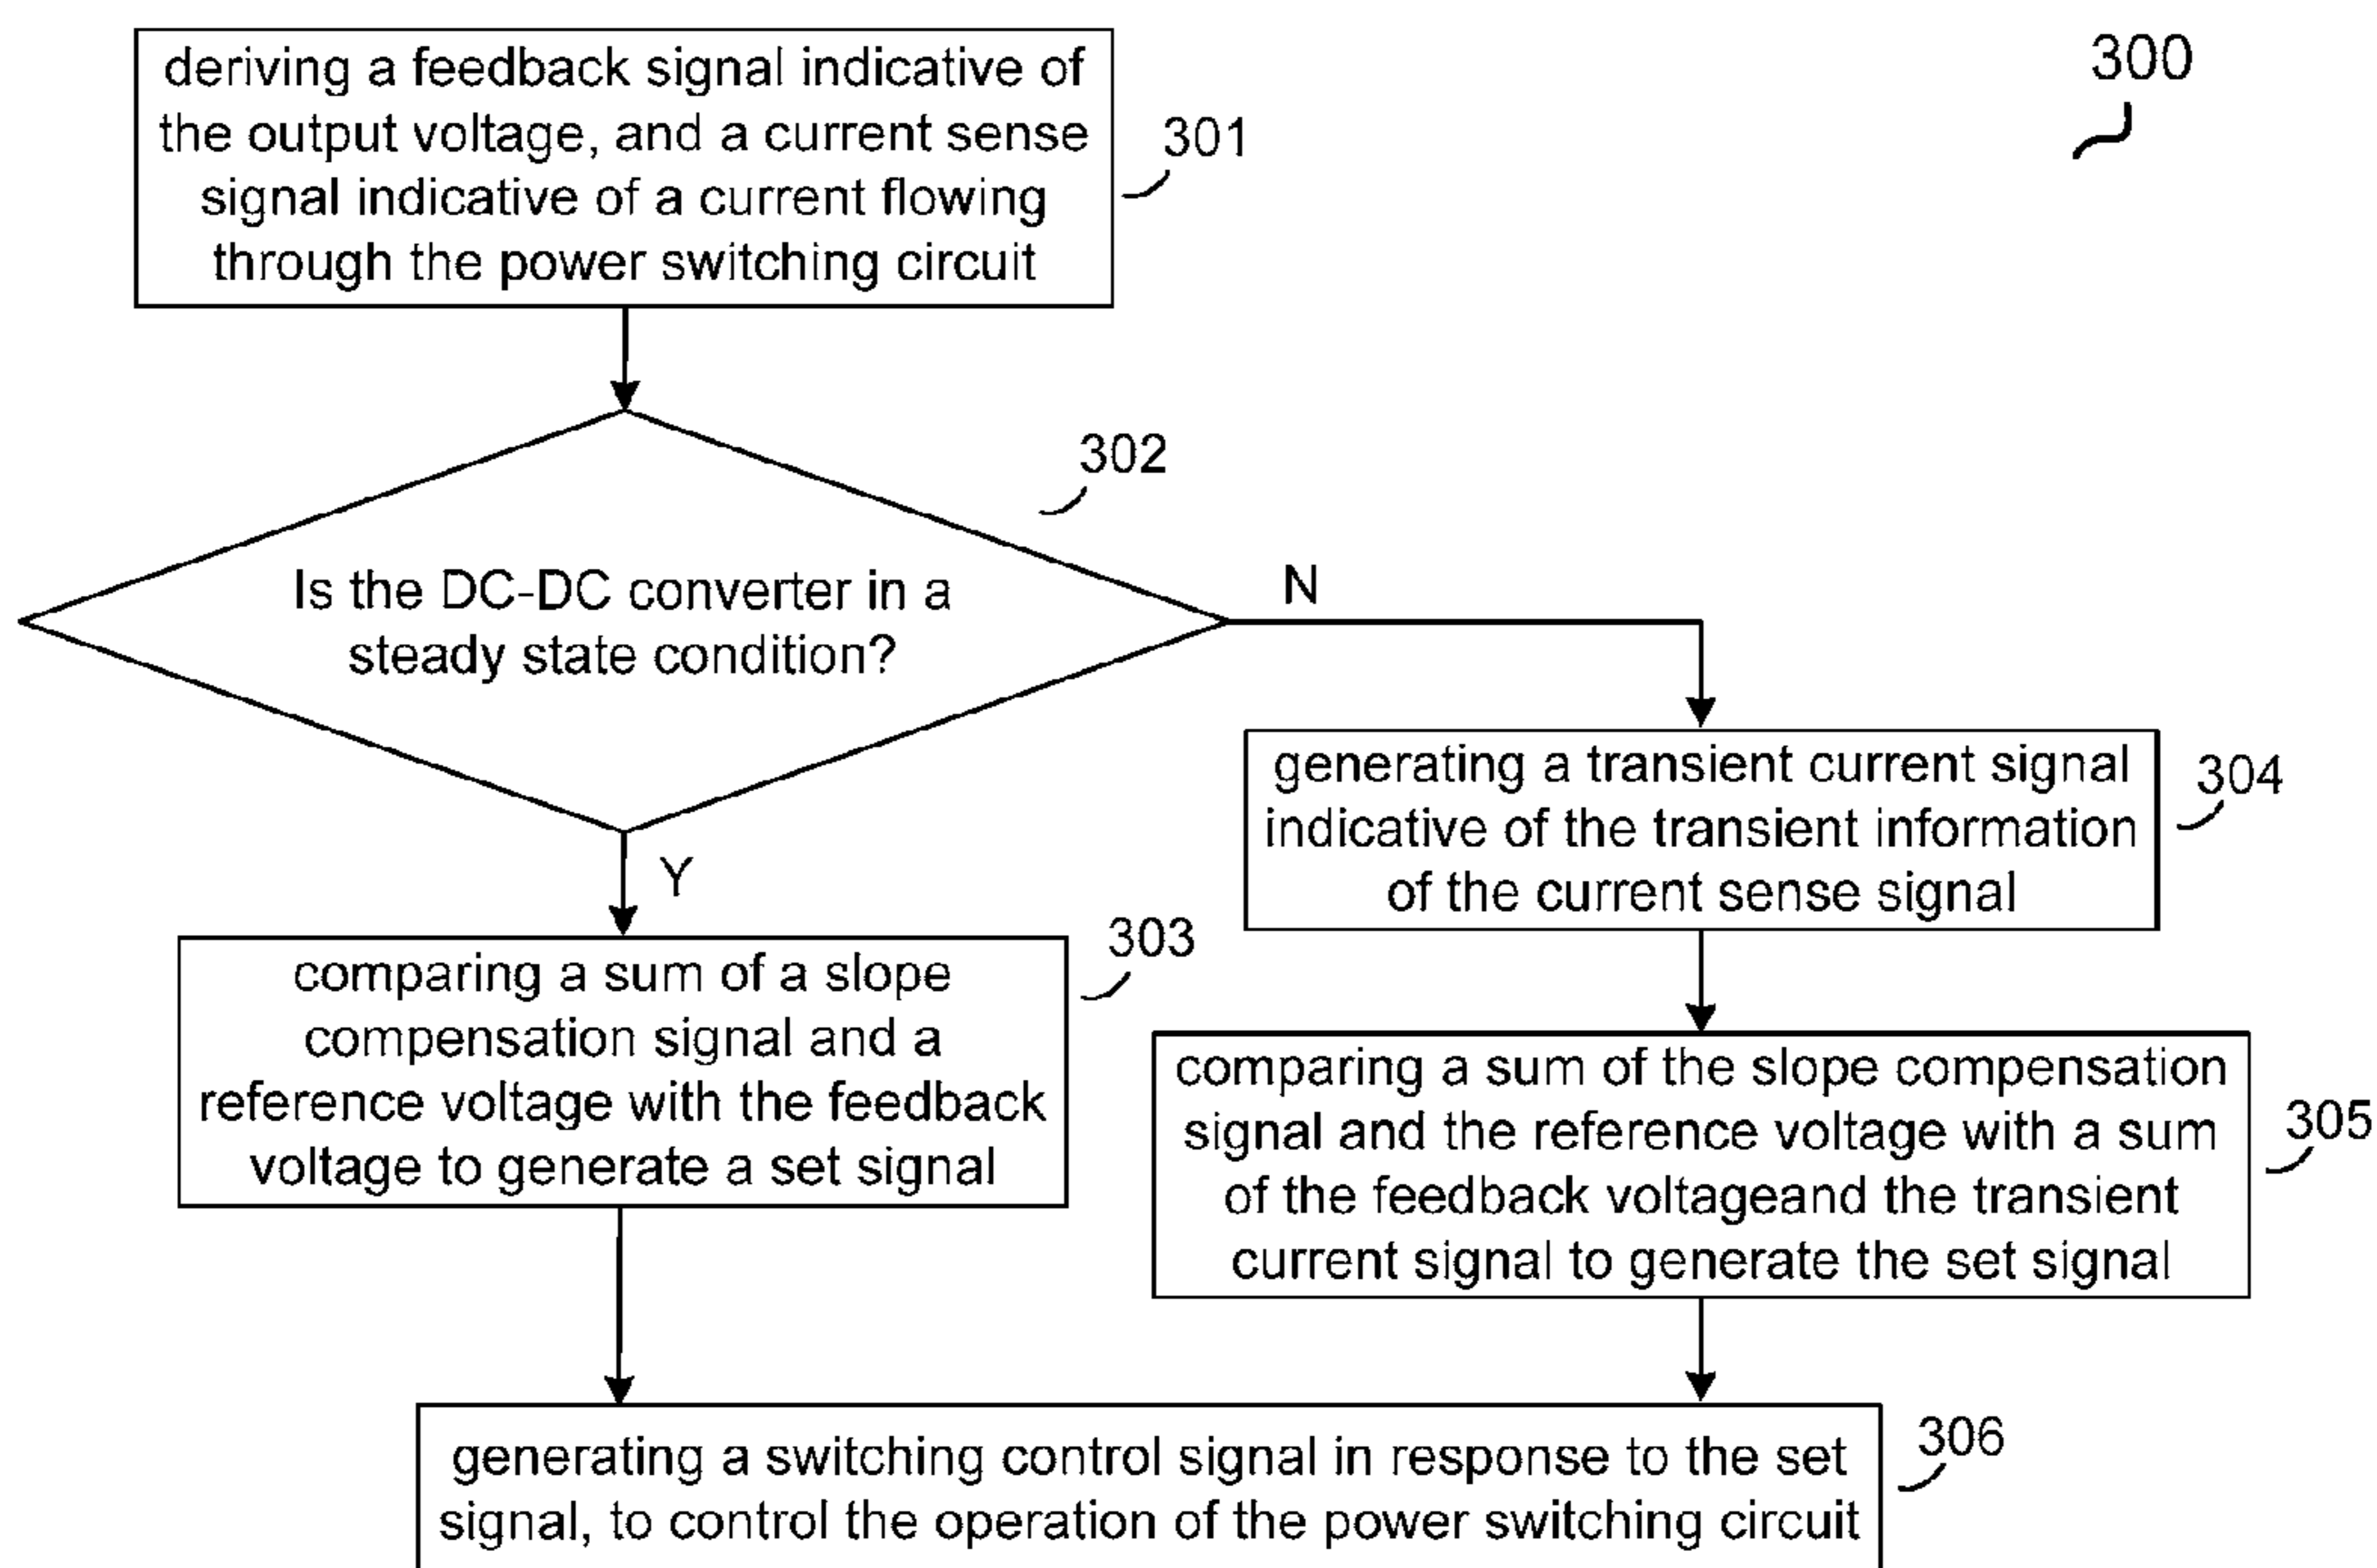 300
deriving a feedback signal indicative of
the output voltage, and a current sense
signal indicative of a current flowing
through the power switching circuit
301
302
Is the DC-DC converter in a
steady state condition?
N
Y
303
comparing a sum of a slope
compensation signal and a
reference voltage with the feedback
voltage to generate a set signal
generating a transient current signal
indicative of the transient information
of the current sense signal
304
comparing a sum of the slope compensation
signal and the reference voltage with a sum
of the feedback voltageand the transient
current signal to generate the set signal
305
generating a switching control signal in response to the set
signal, to control the operation of the power switching circuit
306